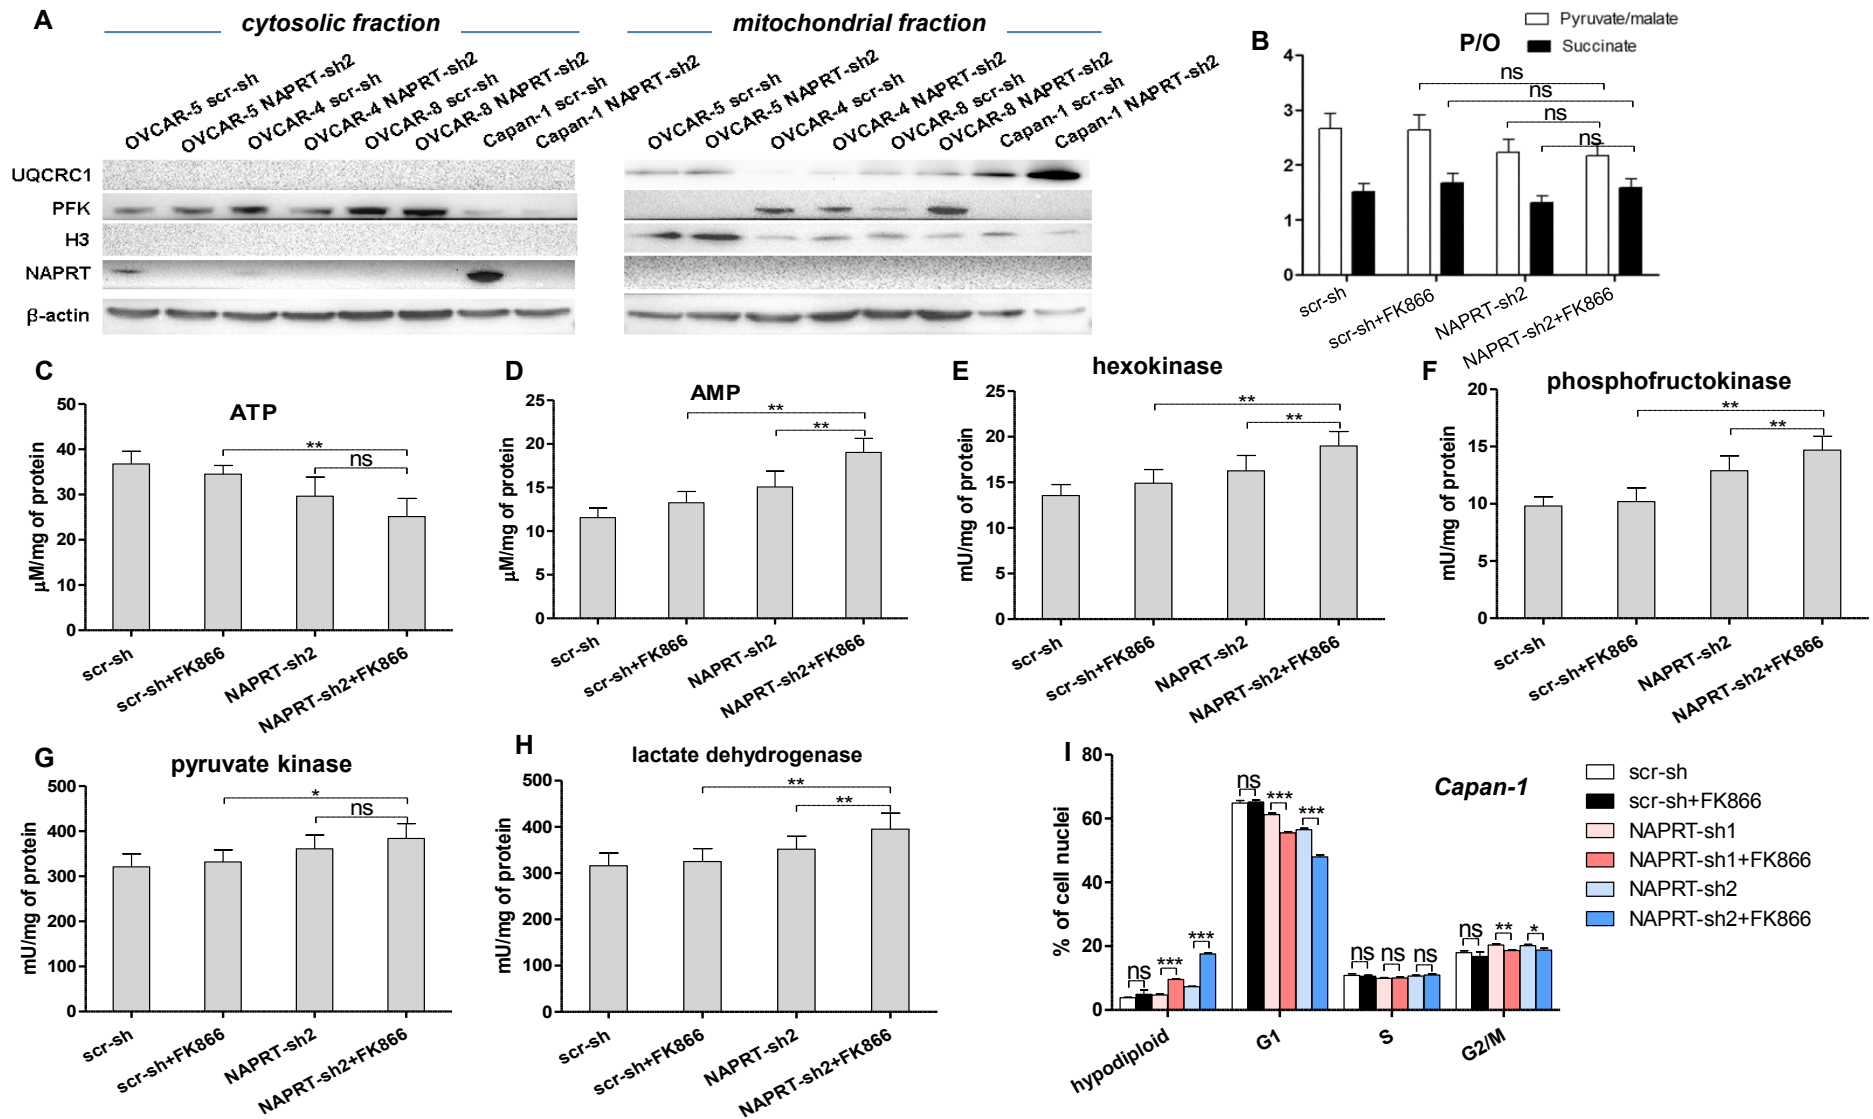 A
cytosolic fraction
mitochondrial fraction
OVCAR-5 scr-sh
OVCAR-5 NAPRT-sh2
OVCAR-4 scr-sh
OVCAR-4 NAPRT-sh2
OVCAR-8 scr-sh
OVCAR-8 NAPRT-sh2
Capan-1 scr-sh
Capan-1 NAPRT-sh2
OVCAR-5 scr-sh
OVCAR-5 NAPRT-sh2
OVCAR-4 scr-sh
OVCAR-4 NAPRT-sh2
OVCAR-8 scr-sh
OVCAR-8 NAPRT-sh2
Capan-1 scr-sh
Capan-1 NAPRT-sh2
UQCRC1
PFK
H3
NAPRT
β-actin
B
P/O
Pyruvate/malate
Succinate
4
3
2
1
0
ns
ns
ns
ns
scr-sh
scr-sh+FK866
NAPRT-sh2
NAPRT-sh2+FK866
C
ATP
µM/mg of protein
50
40
30
20
10
0
**
ns
scr-sh
scr-sh+FK866
NAPRT-sh2
NAPRT-sh2+FK866
D
AMP
µM/mg of protein
25
20
15
10
5
0
**
**
scr-sh
scr-sh+FK866
NAPRT-sh2
NAPRT-sh2+FK866
E
hexokinase
mU/mg of protein
25
20
15
10
5
0
**
**
scr-sh
scr-sh+FK866
NAPRT-sh2
NAPRT-sh2+FK866
F
phosphofructokinase
mU/mg of protein
20
15
10
5
0
**
**
scr-sh
scr-sh+FK866
NAPRT-sh2
NAPRT-sh2+FK866
G
pyruvate kinase
mU/mg of protein
500
400
300
200
100
0
*
ns
scr-sh
scr-sh+FK866
NAPRT-sh2
NAPRT-sh2+FK866
H
lactate dehydrogenase
mU/mg of protein
500
400
300
200
100
0
**
**
scr-sh
scr-sh+FK866
NAPRT-sh2
NAPRT-sh2+FK866
I
Capan-1
% of cell nuclei
80
60
40
20
0
ns
***
***
ns
***
***
ns
ns
ns
ns
**
*
hypodiploid
G1
S
G2/M
scr-sh
scr-sh+FK866
NAPRT-sh1
NAPRT-sh1+FK866
NAPRT-sh2
NAPRT-sh2+FK866